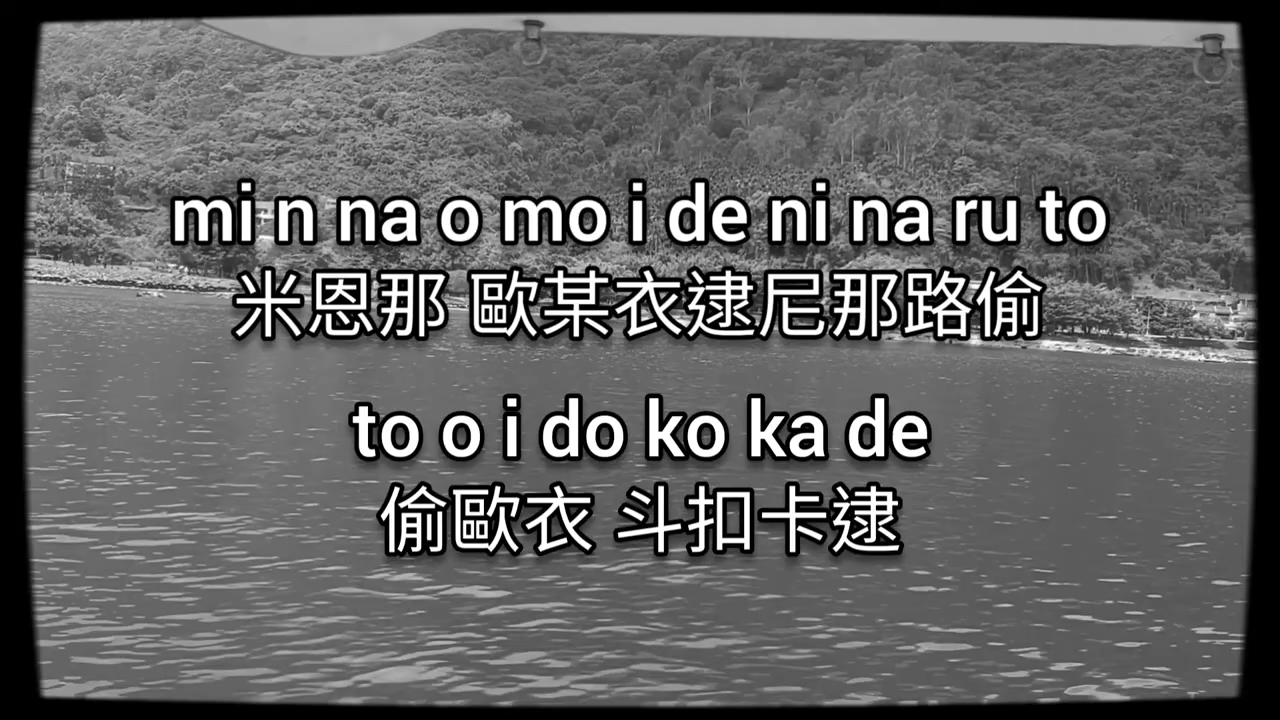 mi n na o mo i de ni na ru to
米恩那 歐某衣逮尼那路偷
to o i do ko ka de
偷歐衣 斗扣卡逮